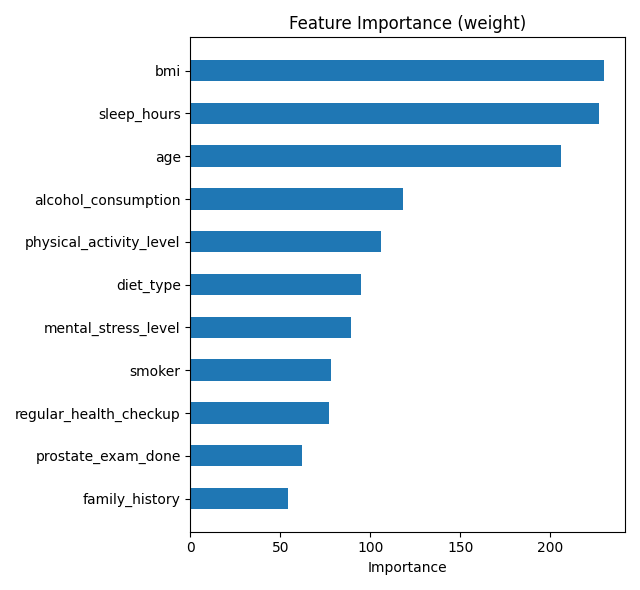 Feature Importance (weight)
bmi
sleep_hours
age
alcohol_consumption
physical_activity_level
diet_type
mental_stress_level
smoker
regular_health_checkup
prostate_exam_done
family_history
0 50 100 150 200
Importance